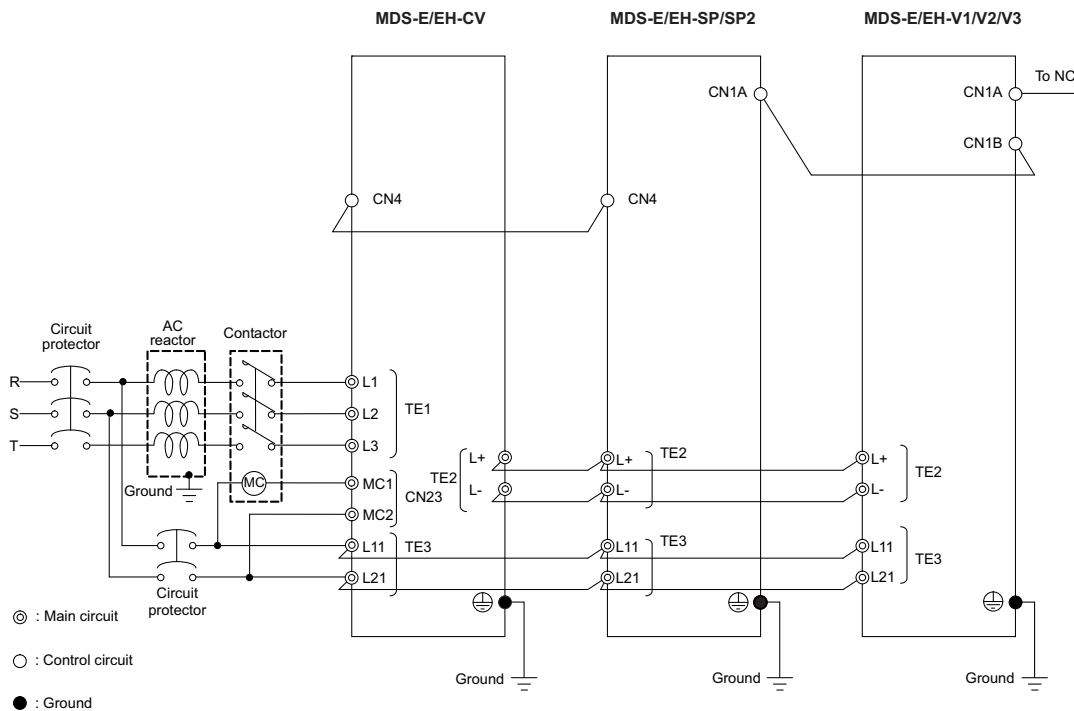 MDS-E/EH-CV
MDS-E/EH-SP/SP2
MDS-E/EH-V1/V2/V3
CN1A
CN1A
To NC
CN1B
CN4
CN4
Circuit
protector
AC
reactor
Contactor
R
S
T
L1
L2
L3
TE1
Ground
MC
MC1
MC2
CN23
TE2
L+
L-
L+
L-
TE2
L+
L-
TE2
L11
L21
TE3
L11
L21
TE3
L11
L21
TE3
Circuit
protector
: Main circuit
: Control circuit
: Ground
Ground
Ground
Ground